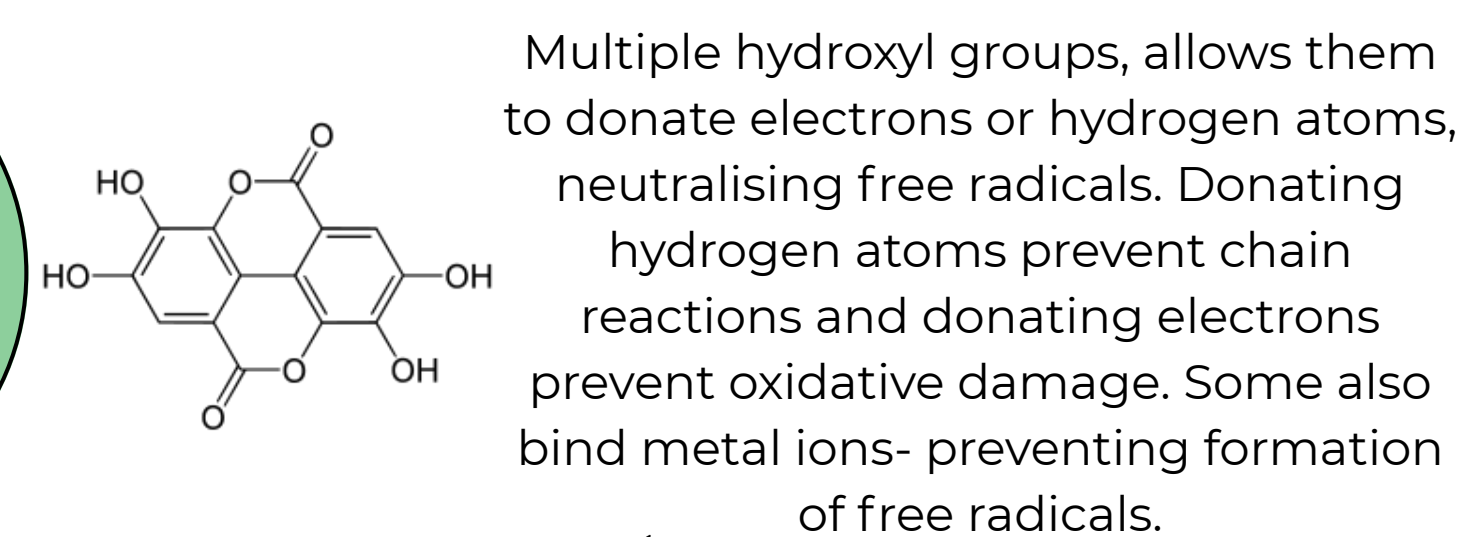 O
HO
O
HO
OH
O
OH
O
Multiple hydroxyl groups, allows them
to donate electrons or hydrogen atoms,
neutralising free radicals. Donating
hydrogen atoms prevent chain
reactions and donating electrons
prevent oxidative damage. Some also
bind metal ions- preventing formation
of free radicals.